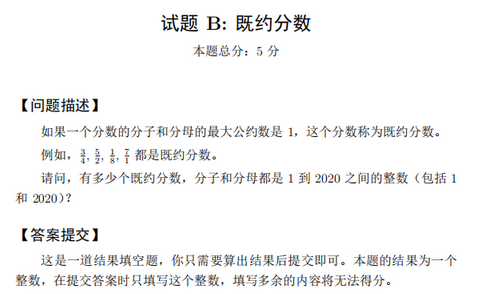 试题 B: 既约分数
本题总分：5 分
【问题描述】
如果一个分数的分子和分母的最大公约数是 1，这个分数称为既约分数。
例如，3/4, 5/2, 1/8, 7/1 都是既约分数。
请问，有多少个既约分数，分子和分母都是 1 到 2020 之间的整数（包括 1
和 2020）？
【答案提交】
这是一道结果填空题，你只需要算出结果后提交即可。本题的结果为一个
整数，在提交答案时只填写这个整数，填写多余的内容将无法得分。